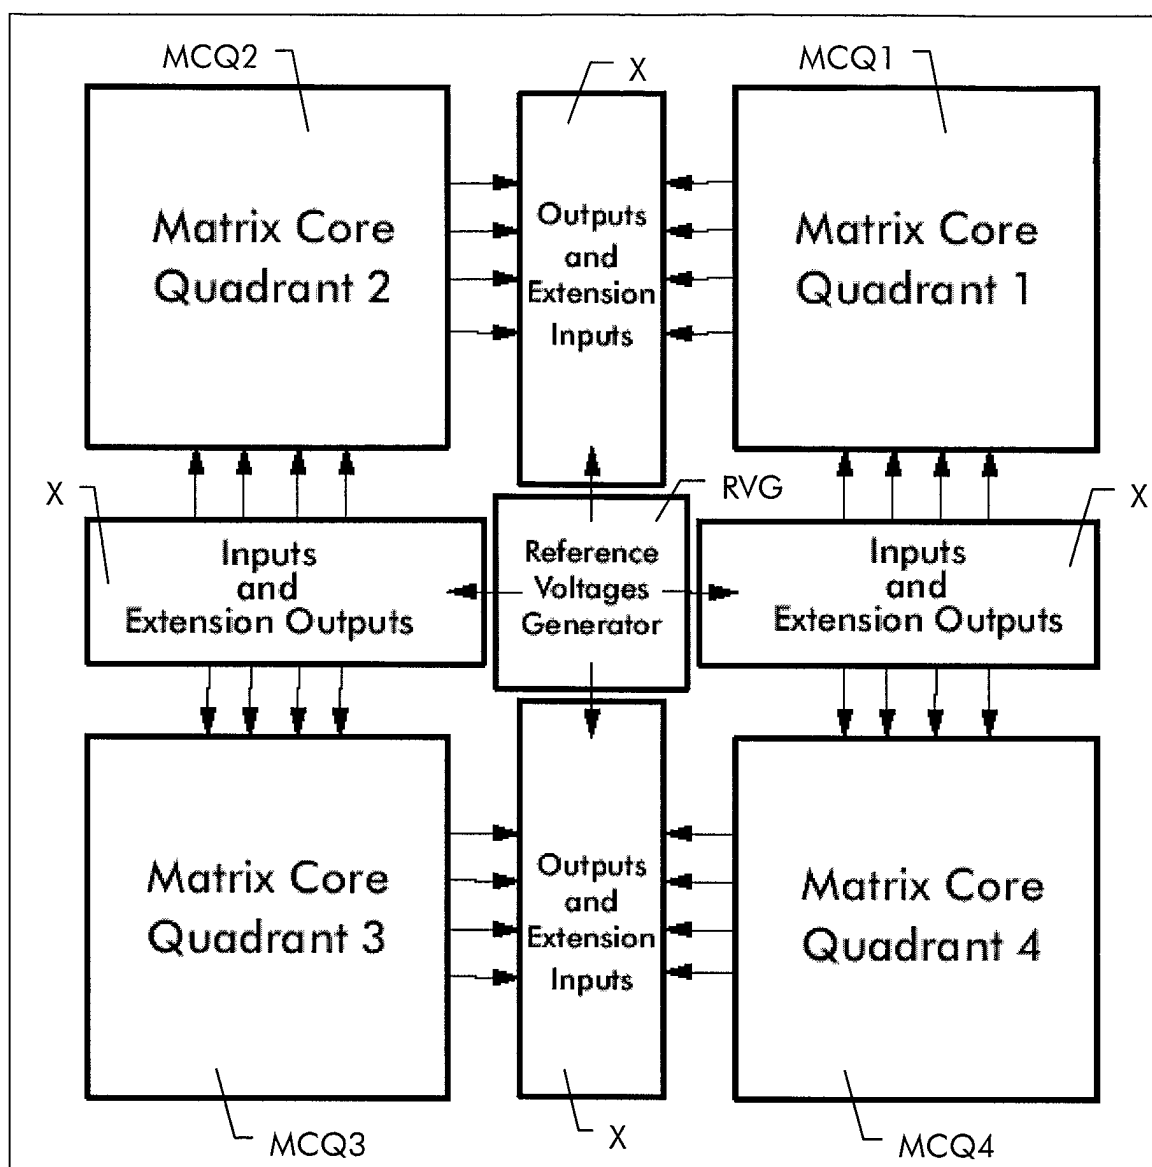 MCQ2
X
MCQ1
Matrix Core
Quadrant 2
Outputs
and
Extension
Inputs
Matrix Core
Quadrant 1
X
RVG
X
Inputs
and
Extension Outputs
Reference
Voltages
Generator
Inputs
and
Extension Outputs
Matrix Core
Quadrant 3
Outputs
and
Extension
Inputs
Matrix Core
Quadrant 4
MCQ3
X
MCQ4